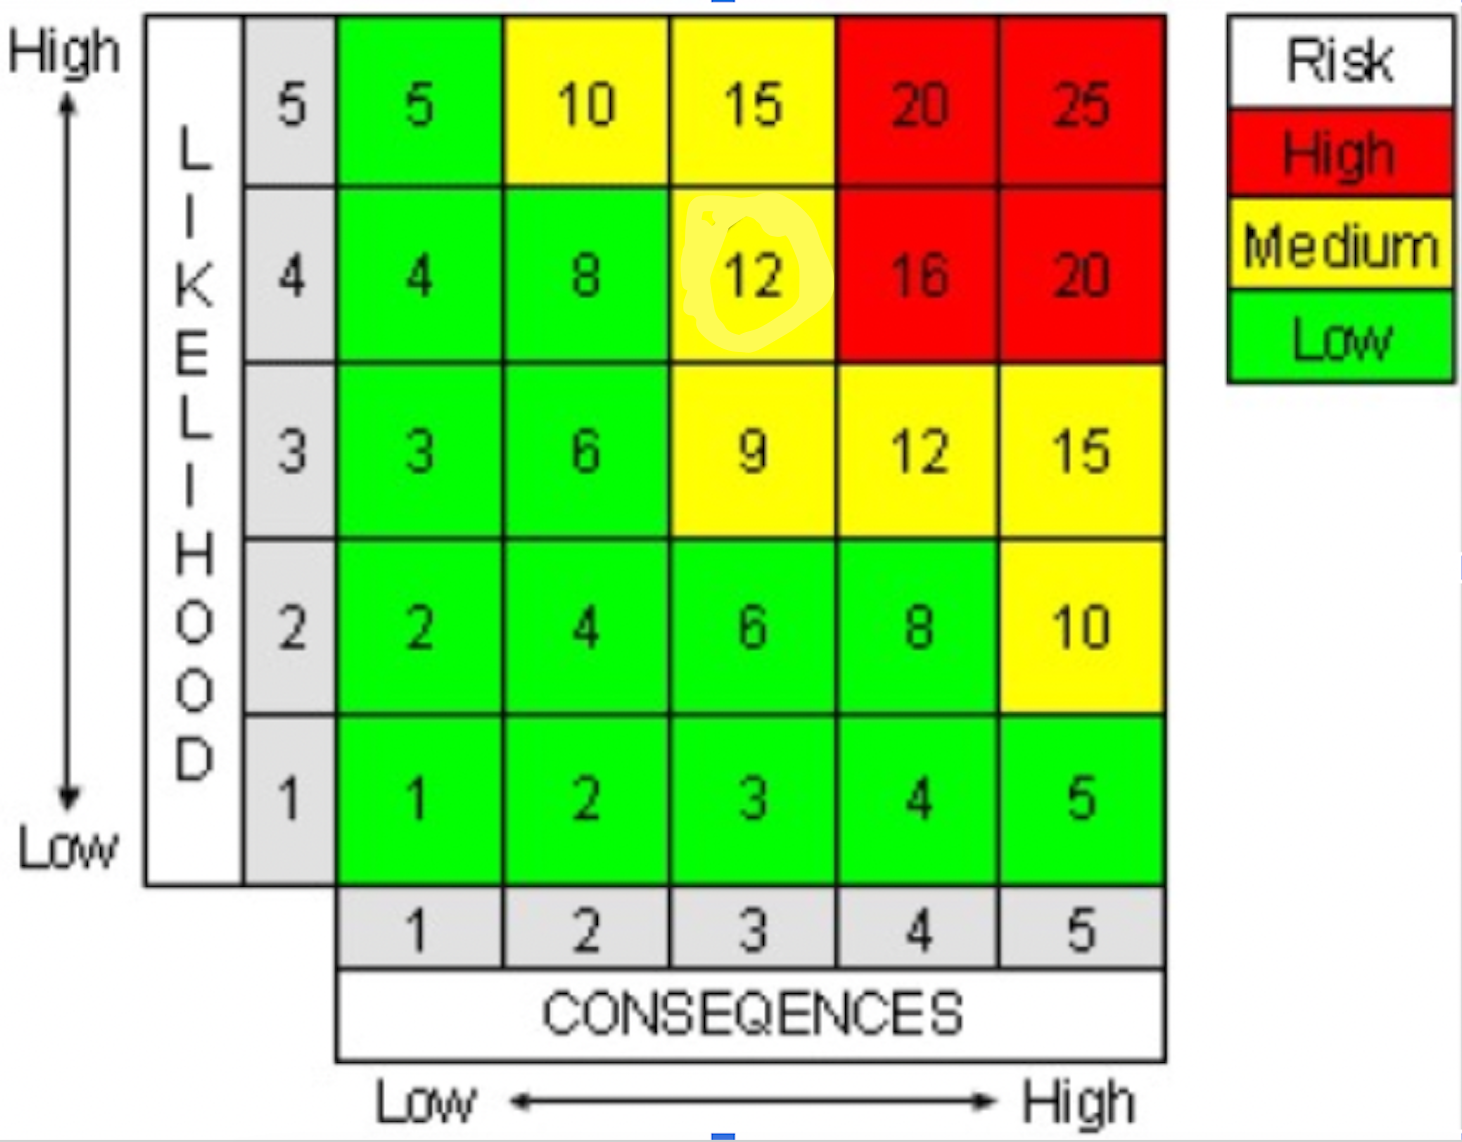 High
LIKELIHOOD
5 5 10 15 20 25
4 4 8 12 16 20
3 3 6 9 12 15
2 2 4 6 8 10
1 1 2 3 4 5
Low
1 2 3 4 5
CONSEQENCES
Low High
Risk
High
Medium
Low